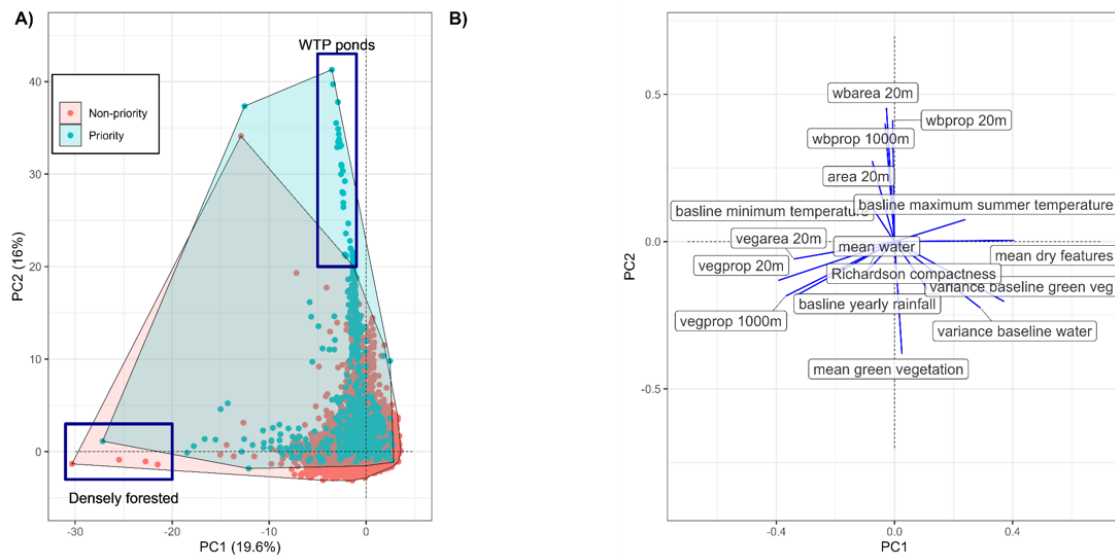 A)
WTP ponds
40
30
20
10
0
PC2 (16%)
Non-priority
Priority
Densely forested
-30
-20
-10
0
PC1 (19.6%)
B)
0.5
0.0
-0.5
PC2
wbarea 20m
wbprop 20m
wbprop 1000m
area 20m
basline maximum summer temperature
basline minimum temperature
vegarea 20m
mean water
mean dry features
vegprop 20m
Richardson compactness
variance baseline green veg
vegprop 1000m
basline yearly rainfall
variance baseline water
mean green vegetation
-0.4
0.0
0.4
PC1